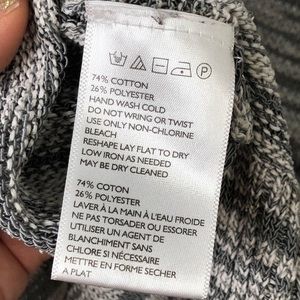 74% COTTON
26% POLYESTER
HAND WASH COLD
DO NOT WRING OR TWIST
USE ONLY NON-CHLORINE
BLEACH
RESHAPE LAY FLAT TO DRY
LOW IRON AS NEEDED
MAY BE DRY CLEANED
74% COTON
26% POLYESTER
LAVER À LA MAIN À L'EAU FROIDE
NE PAS TORSADER OU ESSORER
UTILISER UN AGENT DE
BLANCHIMENT SANS
CHLORE SI NÉCESSAIRE
METTRE EN FORME SECHER
A PLAT